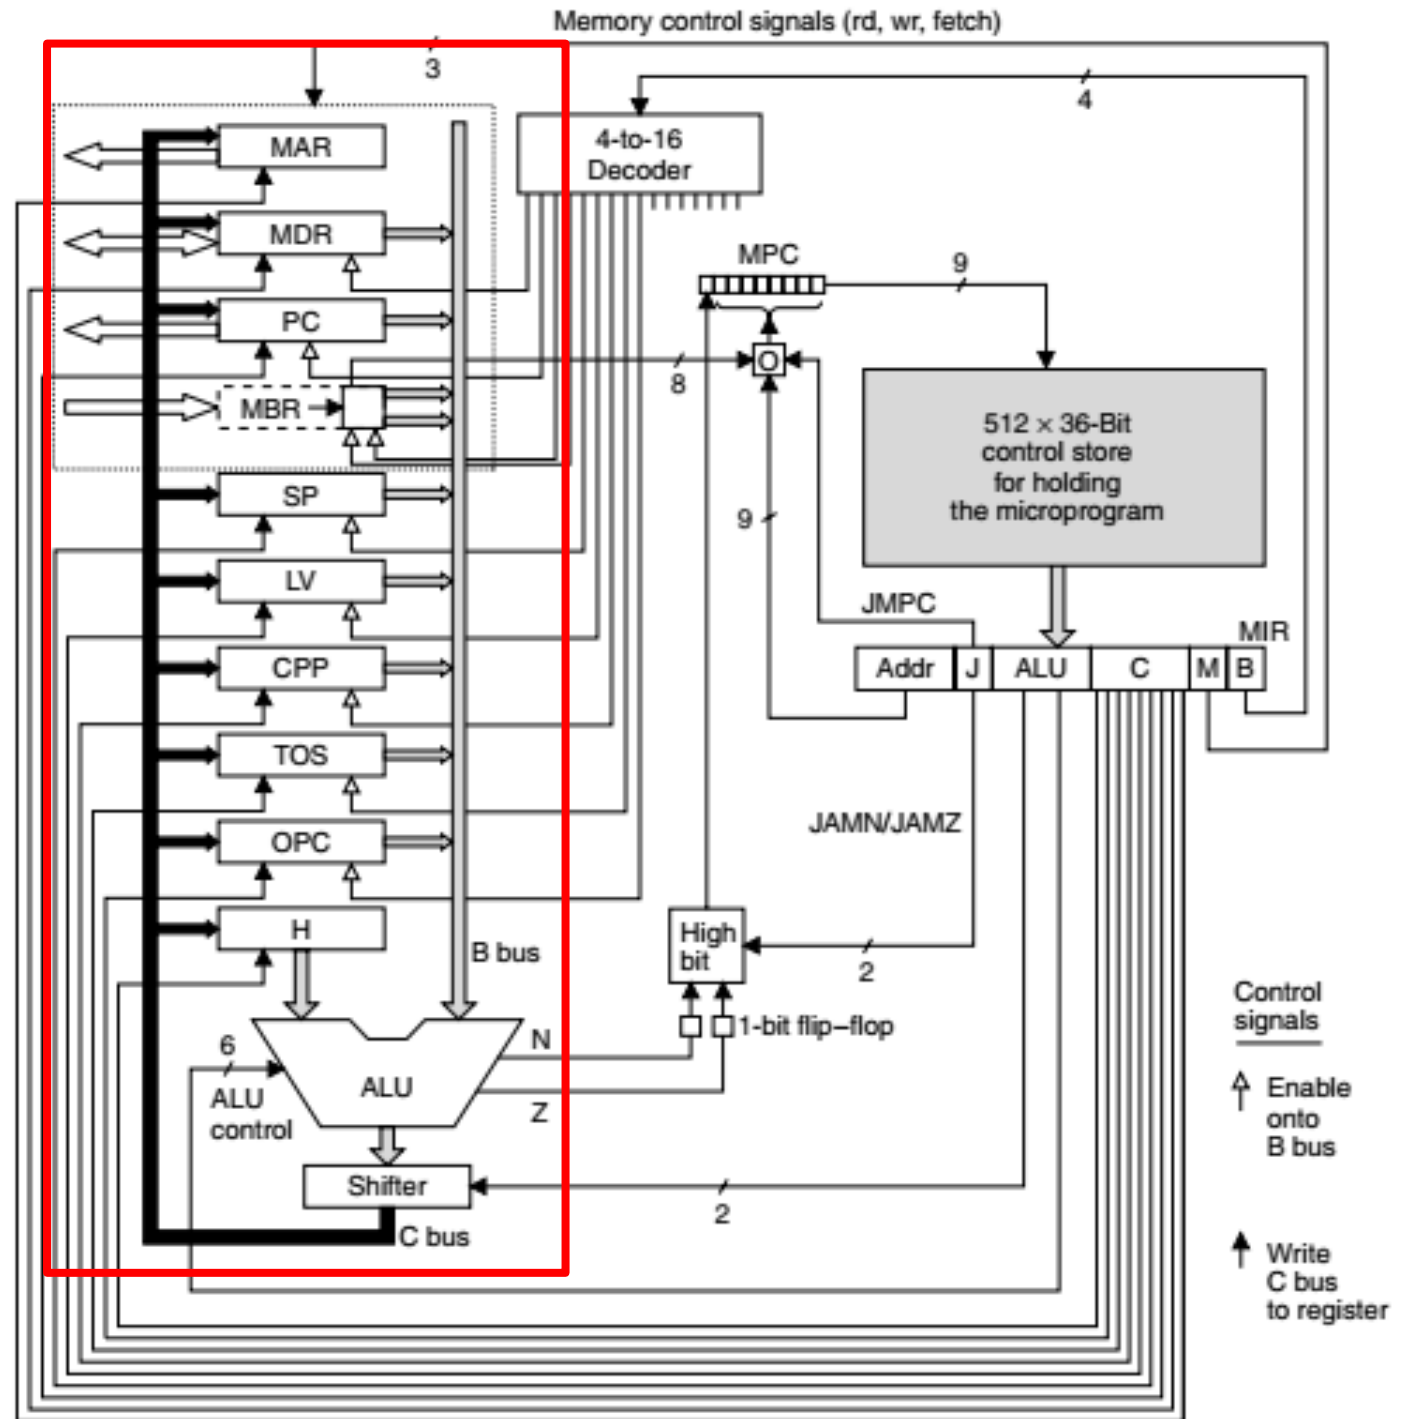 Memory control signals (rd, wr, fetch)
3
4
MAR
4-to-16
Decoder
MDR
MPC
9
PC
O
8
MBR
512 × 36-Bit
control store
for holding
the microprogram
SP
9
LV
JMPC
MIR
Addr J ALU C M B
CPP
TOS
JAMN/JAMZ
OPC
H
High
bit
B bus
2
Control
signals
6
N
1-bit flip–flop
ALU
control
ALU
Z
Enable
onto
B bus
Shifter
2
C bus
Write
C bus
to register